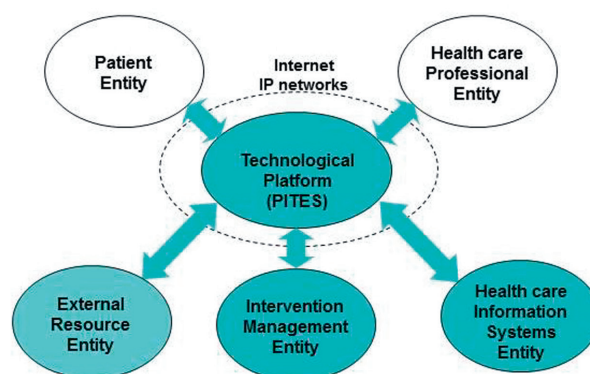 Patient
Entity
Internet
IP networks
Health care
Professional
Entity
Technological
Platform
(PITES)
External
Resource
Entity
Intervention
Management
Entity
Health care
Information
Systems
Entity